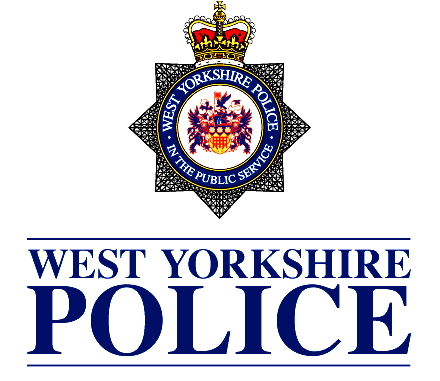 WEST YORKSHIRE POLICE
IN THE PUBLIC SERVICE
WEST YORKSHIRE
POLICE